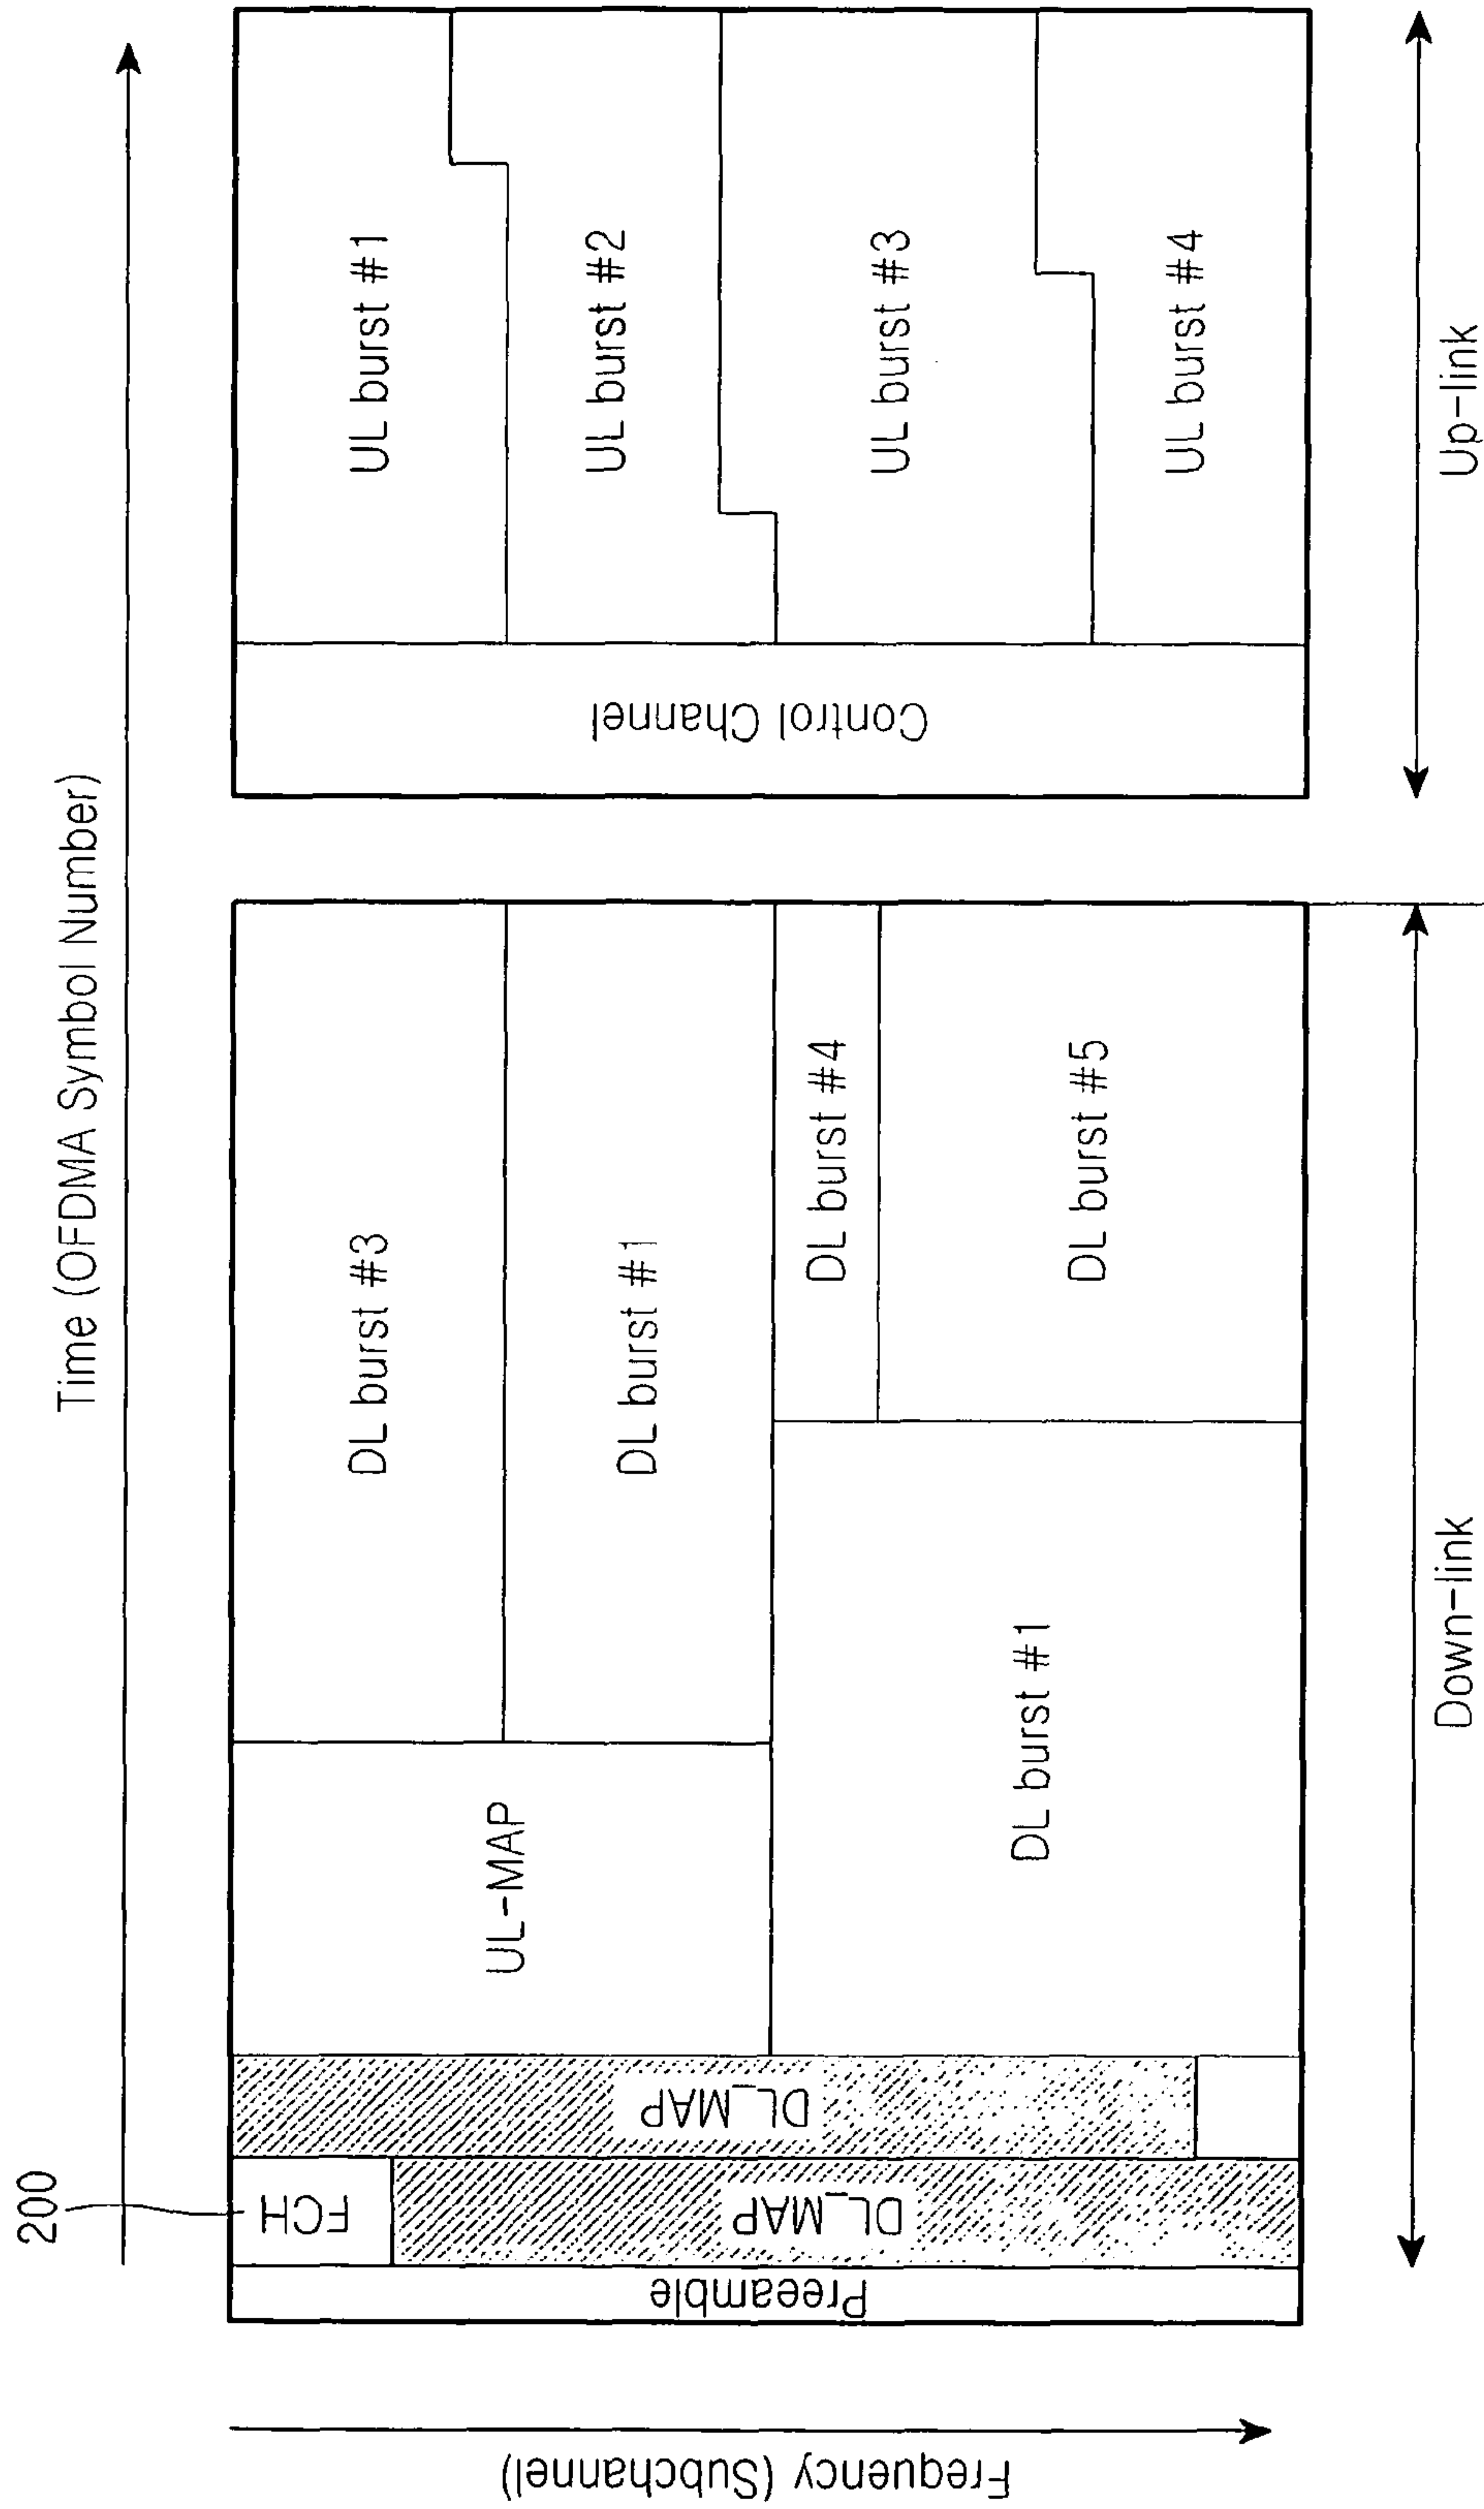 Time (OFDMA Symbol Number)
200
Frequency (Subchannel)
Preeamble
FCH
DL_MAP
DL_MAP
UL-MAP
DL burst #3
DL burst #1
DL burst #1
DL burst #4
DL burst #5
Control Channel
UL burst #1
UL burst #2
UL burst #3
UL burst #4
Down-link
Up-link